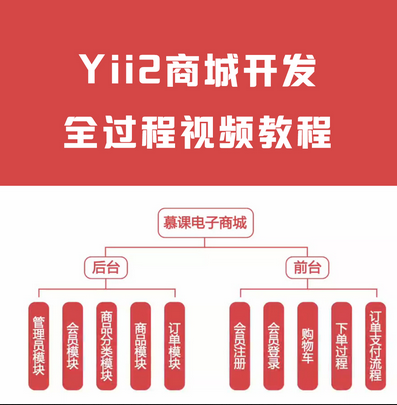 Yii2商城开发
全过程视频教程
慕课电子商城
后台
前台
管理员模块
会员模块
商品分类模块
商品模块
订单模块
会员注册
会员登录
购物车
下单过程
订单支付流程